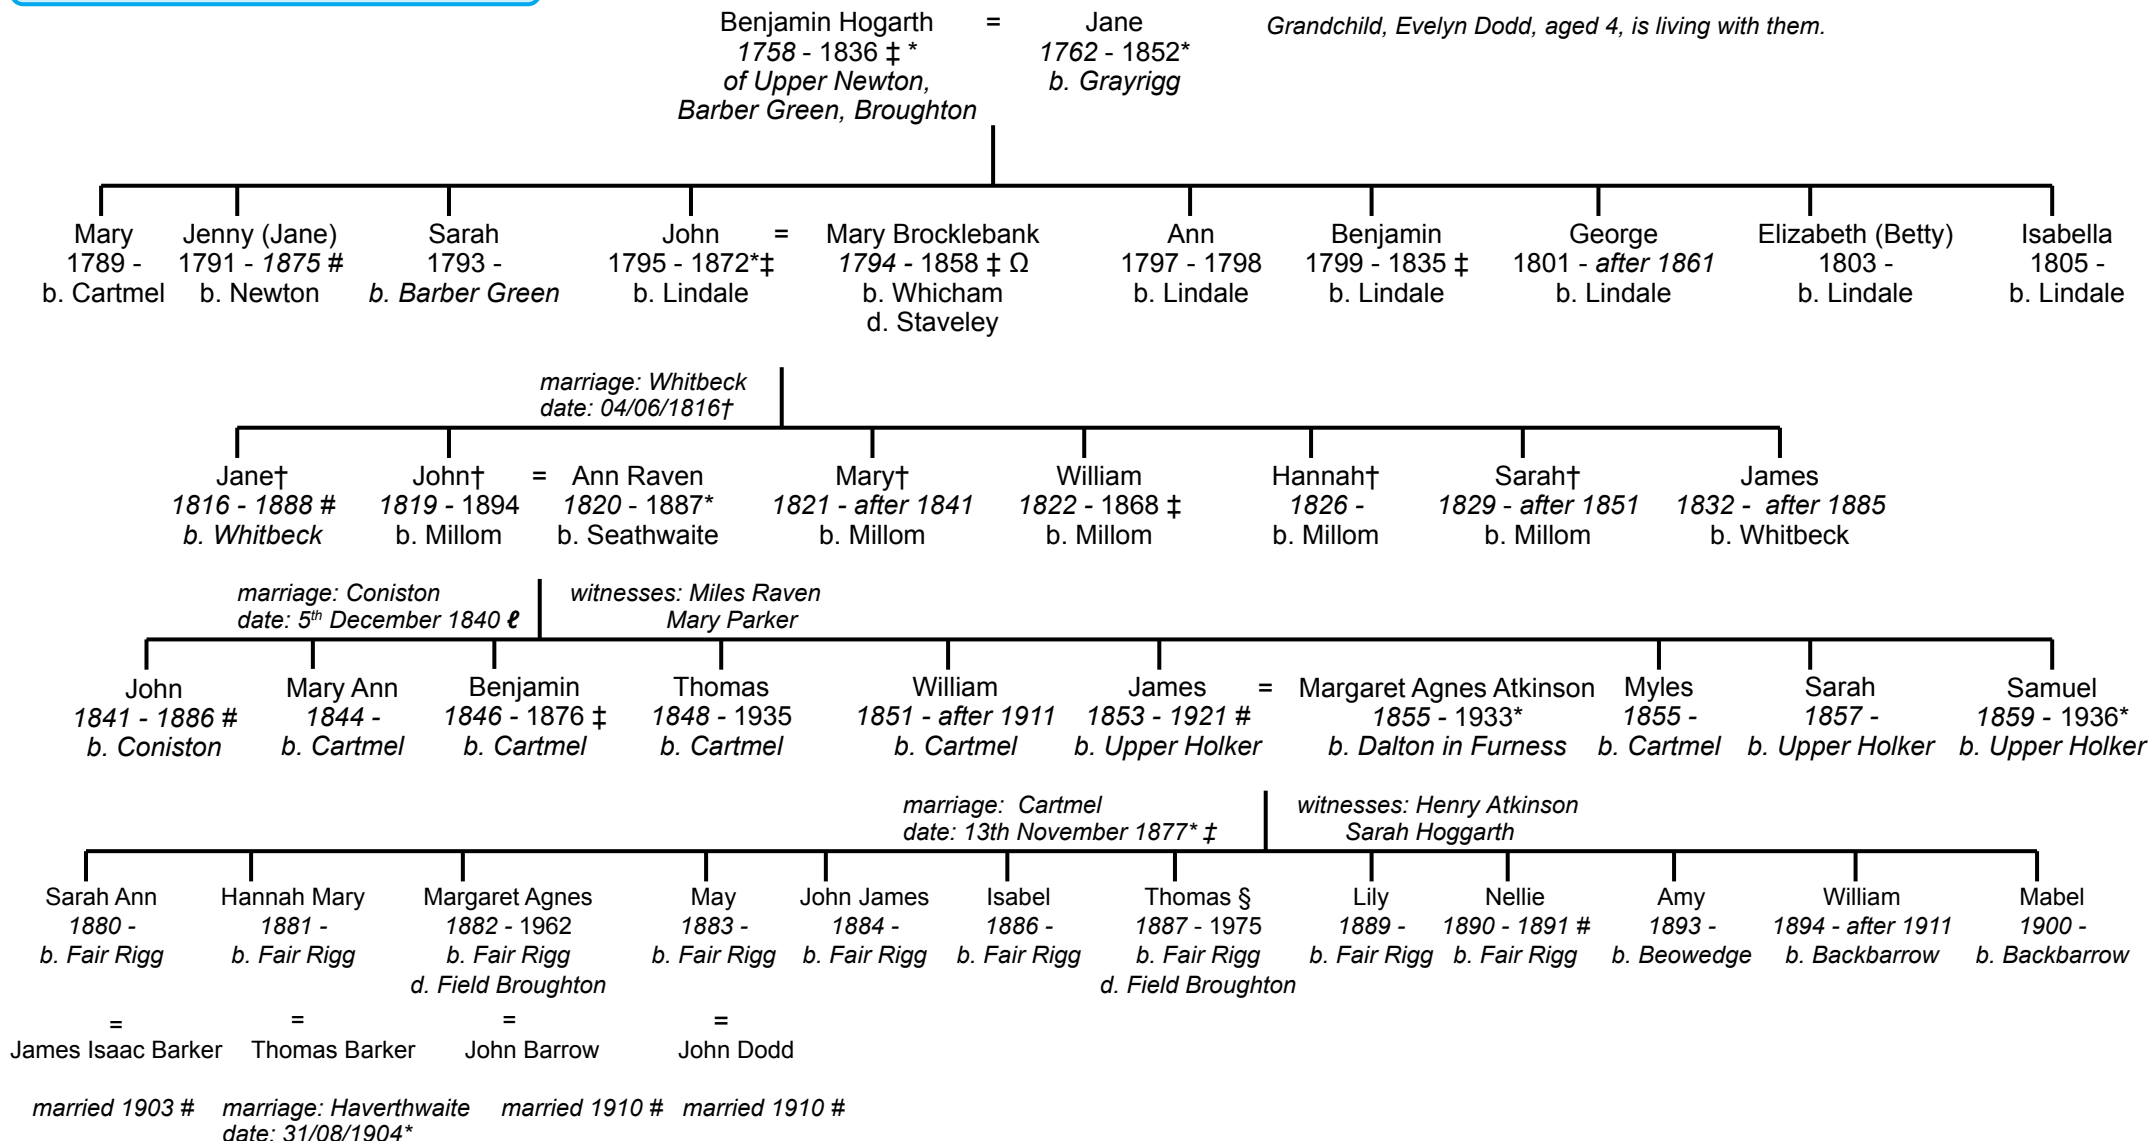 Benjamin Hogarth = Jane Grandchild, Evelyn Dodd, aged 4, is living with them.
1758 - 1836 ‡ * 1762 - 1852*
of Upper Newton, b. Grayrigg
Barber Green, Broughton
Mary Jenny (Jane) Sarah John = Mary Brocklebank Ann Benjamin George Elizabeth (Betty) Isabella
1789 - 1791 - 1875 # 1793 - 1795 - 1872*‡ 1794 - 1858 ‡ Ω 1797 - 1798 1799 - 1835 ‡ 1801 - after 1861 1803 - 1805 -
b. Cartmel b. Newton b. Barber Green b. Lindale b. Whicham b. Lindale b. Lindale b. Lindale b. Lindale b. Lindale
d. Staveley
marriage: Whitbeck
date: 04/06/1816†
Jane† John† = Ann Raven Mary† William Hannah† Sarah† James
1816 - 1888 # 1819 - 1894 1820 - 1887* 1821 - after 1841 1822 - 1868 ‡ 1826 - 1829 - after 1851 1832 - after 1885
b. Whitbeck b. Millom b. Seathwaite b. Millom b. Millom b. Millom b. Millom b. Whitbeck
marriage: Coniston witnesses: Miles Raven
date: 5th December 1840 ℓ Mary Parker
John Mary Ann Benjamin Thomas William James = Margaret Agnes Atkinson Myles Sarah Samuel
1841 - 1886 # 1844 - 1846 - 1876 ‡ 1848 - 1935 1851 - after 1911 1853 - 1921 # 1855 - 1933* 1855 - 1857 - 1859 - 1936*
b. Coniston b. Cartmel b. Cartmel b. Cartmel b. Cartmel b. Upper Holker b. Dalton in Furness b. Cartmel b. Upper Holker b. Upper Holker
marriage: Cartmel witnesses: Henry Atkinson
date: 13th November 1877* ‡ Sarah Hoggarth
Sarah Ann Hannah Mary Margaret Agnes May John James Isabel Thomas § Lily Nellie Amy William Mabel
1880 - 1881 - 1882 - 1962 1883 - 1884 - 1886 - 1887 - 1975 1889 - 1890 - 1891 # 1893 - 1894 - after 1911 1900 -
b. Fair Rigg b. Fair Rigg b. Fair Rigg b. Fair Rigg b. Fair Rigg b. Fair Rigg b. Fair Rigg b. Fair Rigg b. Fair Rigg b. Beowedge b. Backbarrow b. Backbarrow
d. Field Broughton d. Field Broughton
= = = =
James Isaac Barker Thomas Barker John Barrow John Dodd
married 1903 # marriage: Haverthwaite married 1910 # married 1910 #
date: 31/08/1904*